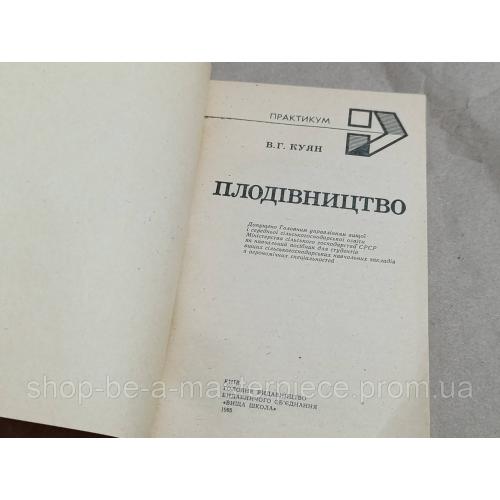 ПРАКТИКУМ
В.Г. КУЯН
ПЛОДІВНИЦТВО
Допущено Головним управлінням вищої
і середньої сільськогосподарської освіти
Міністерства сільського господарства СРСР
як навчальний посібник для студентів
вищих сільськогосподарських навчальних закладів
з агрономічних спеціальностей
КИЇВ
ГОЛОВНЕ ВИДАВНИЦТВО
ВИДАВНИЧОГО ОБ'ЄДНАННЯ
«ВИЩА ШКОЛА»
1985
shop-be-a-masterpiece.prom.ua